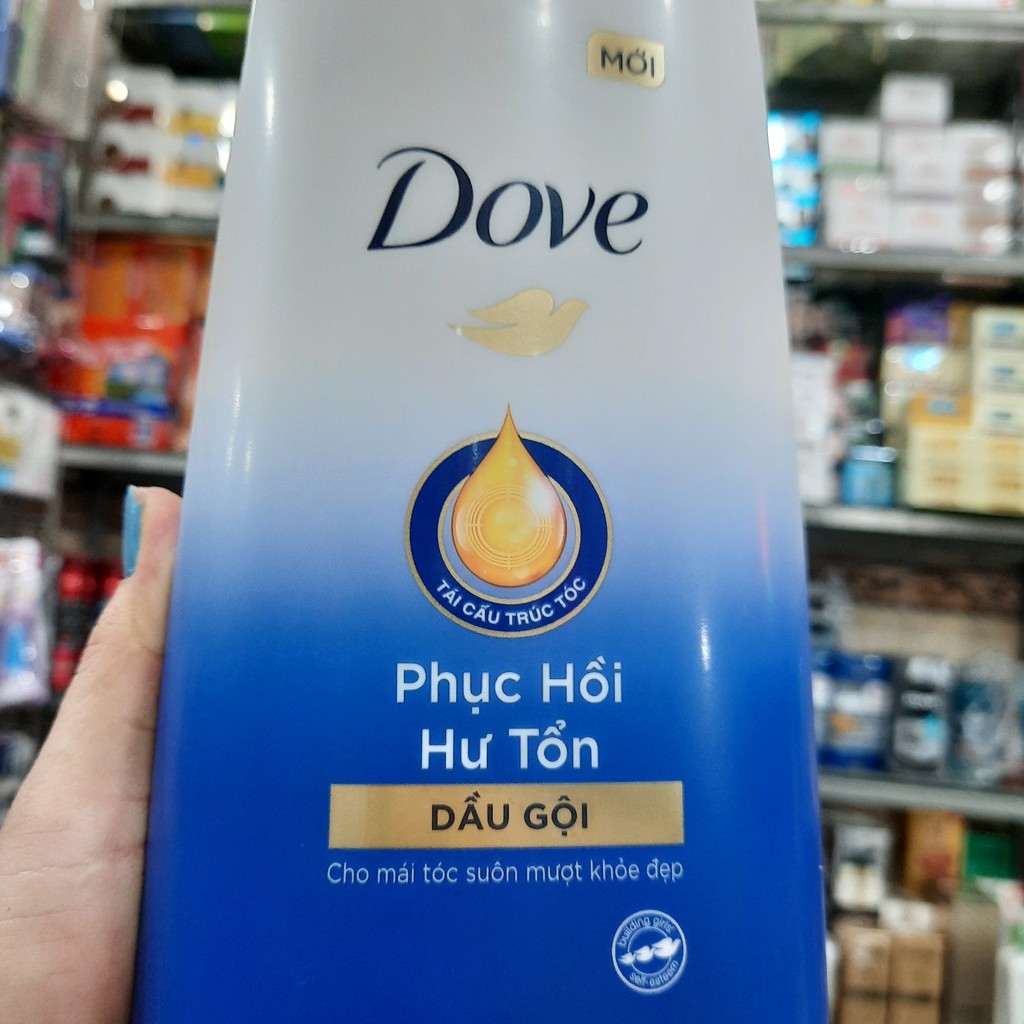 MỚI
Dove
TÁI CẤU TRÚC TÓC
Phục Hồi
Hư Tổn
DẦU GỘI
Cho mái tóc suôn mượt khỏe đẹp
building girls'
self-esteem